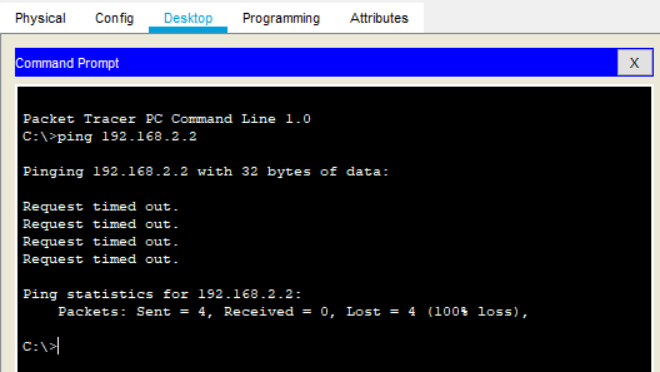 Physical Config Desktop Programming Attributes
Command Prompt X
Packet Tracer PC Command Line 1.0
C:\>ping 192.168.2.2
Pinging 192.168.2.2 with 32 bytes of data:
Request timed out.
Request timed out.
Request timed out.
Request timed out.
Ping statistics for 192.168.2.2:
Packets: Sent = 4, Received = 0, Lost = 4 (100% loss),
C:\>